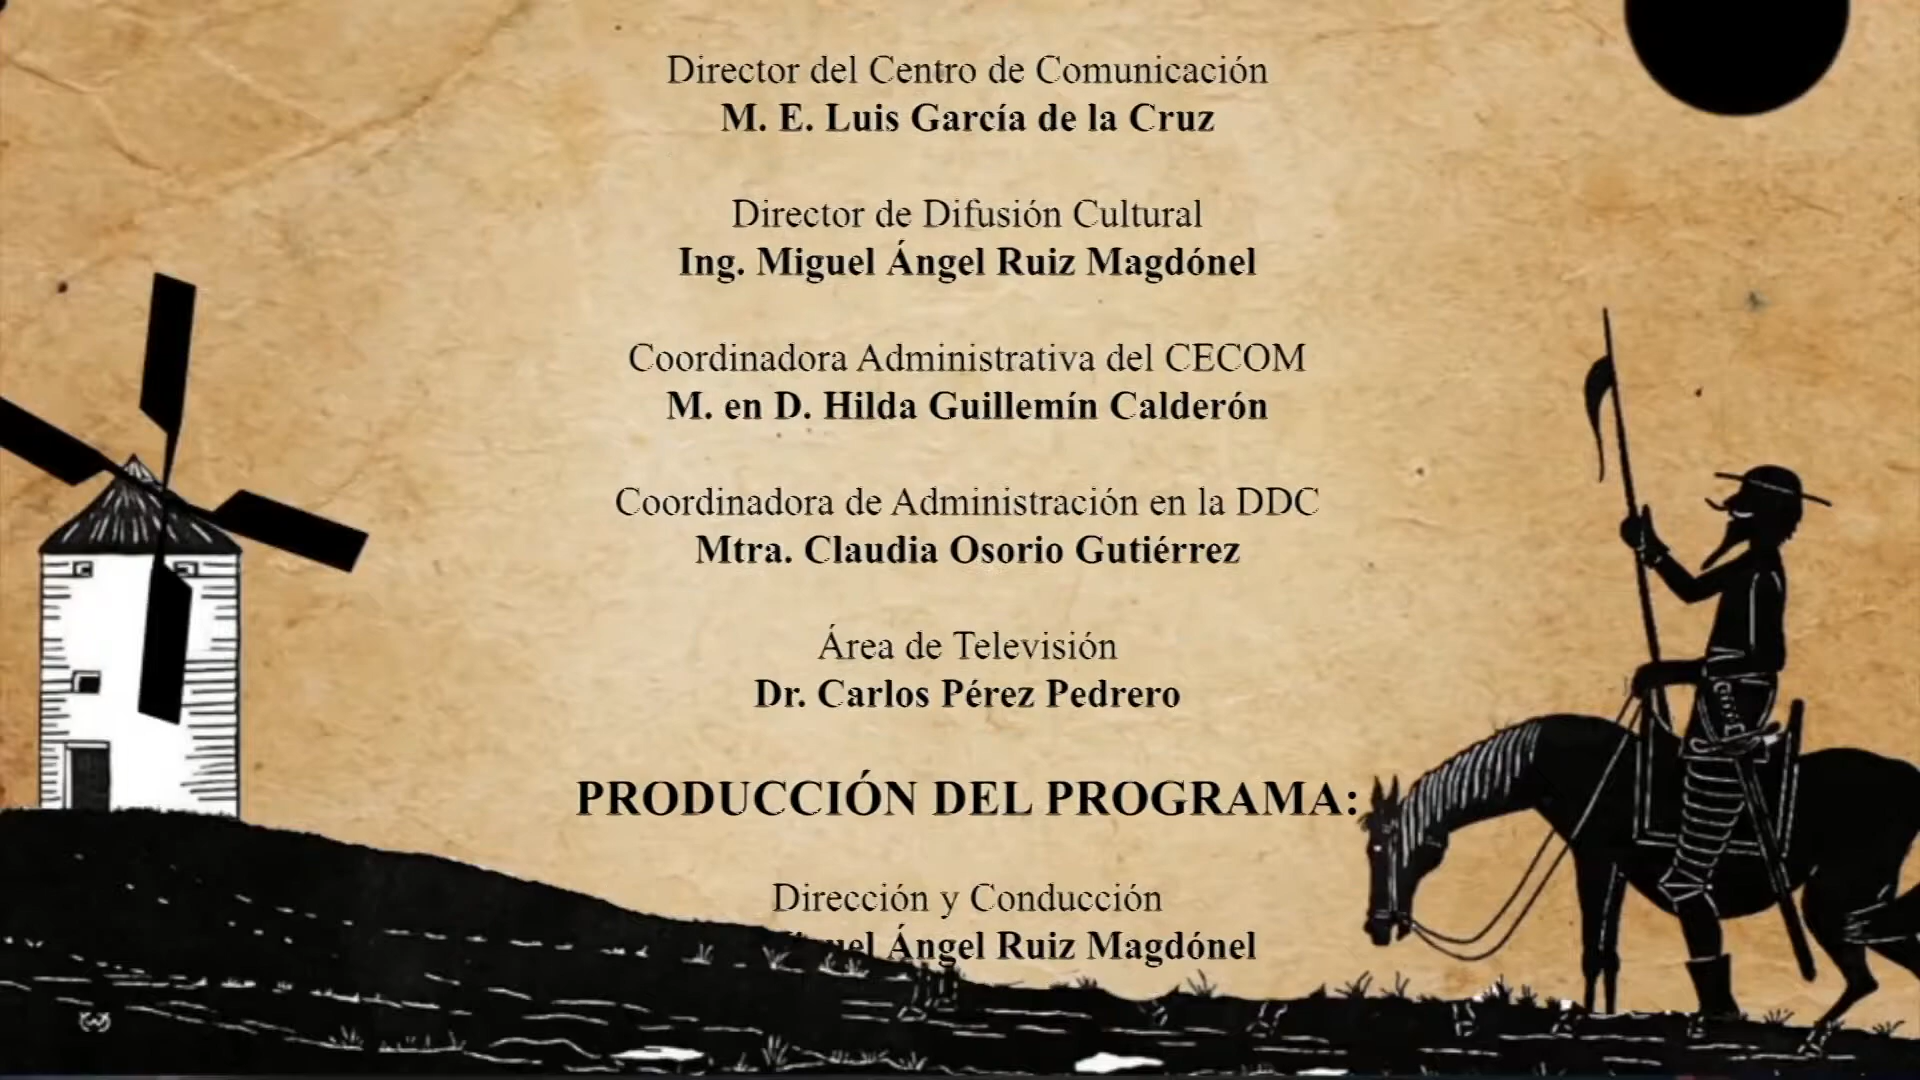 Director del Centro de Comunicación
M. E. Luis García de la Cruz
Director de Difusión Cultural
Ing. Miguel Ángel Ruiz Magdónel
Coordinadora Administrativa del CECOM
M. en D. Hilda Guillemín Calderón
Coordinadora de Administración en la DDC
Mtra. Claudia Osorio Gutiérrez
Área de Televisión
Dr. Carlos Pérez Pedrero
PRODUCCIÓN DEL PROGRAMA:
Dirección y Conducción
Miguel Ángel Ruiz Magdónel